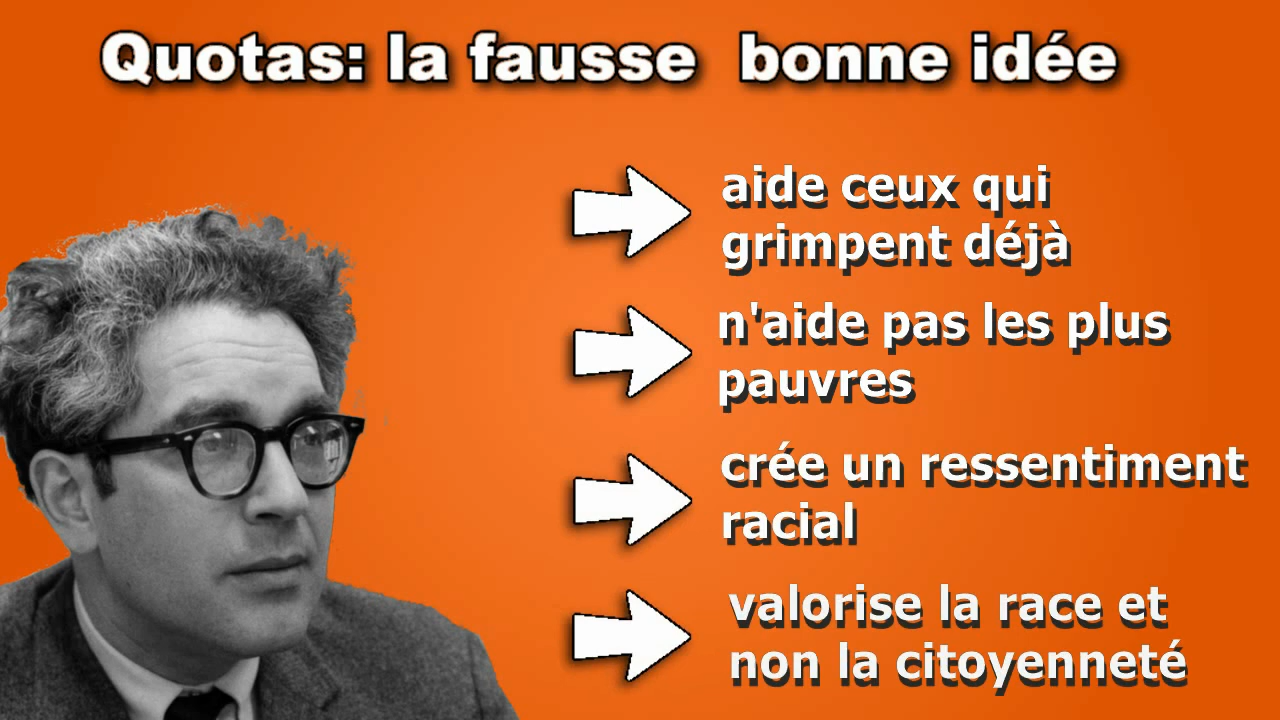 Quotas: la fausse bonne idée
aide ceux qui
grimpent déjà
n'aide pas les plus
pauvres
crée un ressentiment
racial
valorise la race et
non la citoyenneté